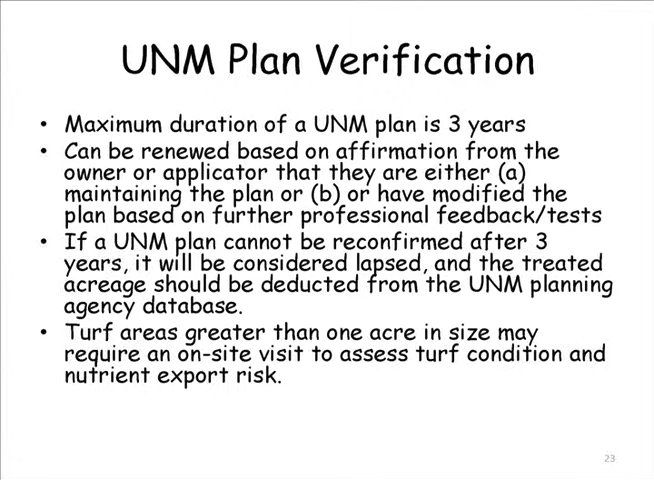 UNM Plan Verification
• Maximum duration of a UNM plan is 3 years
• Can be renewed based on affirmation from the
owner or applicator that they are either (a)
maintaining the plan or (b) or have modified the
plan based on further professional feedback/tests
• If a UNM plan cannot be reconfirmed after 3
years, it will be considered lapsed, and the treated
acreage should be deducted from the UNM planning
agency database.
• Turf areas greater than one acre in size may
require an on-site visit to assess turf condition and
nutrient export risk.
23